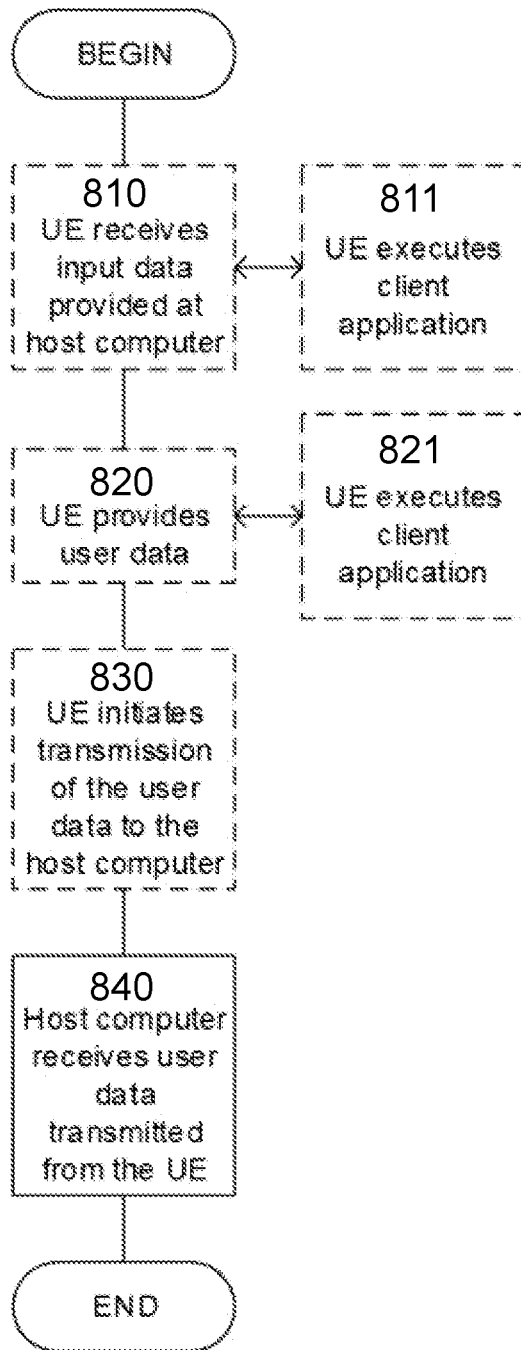 BEGIN
810
UE receives
input data
provided at
host computer
811
UE executes
client
application
820
UE provides
user data
821
UE executes
client
application
830
UE initiates
transmission
of the user
data to the
host computer
840
Host computer
receives user
data
transmitted
from the UE
END